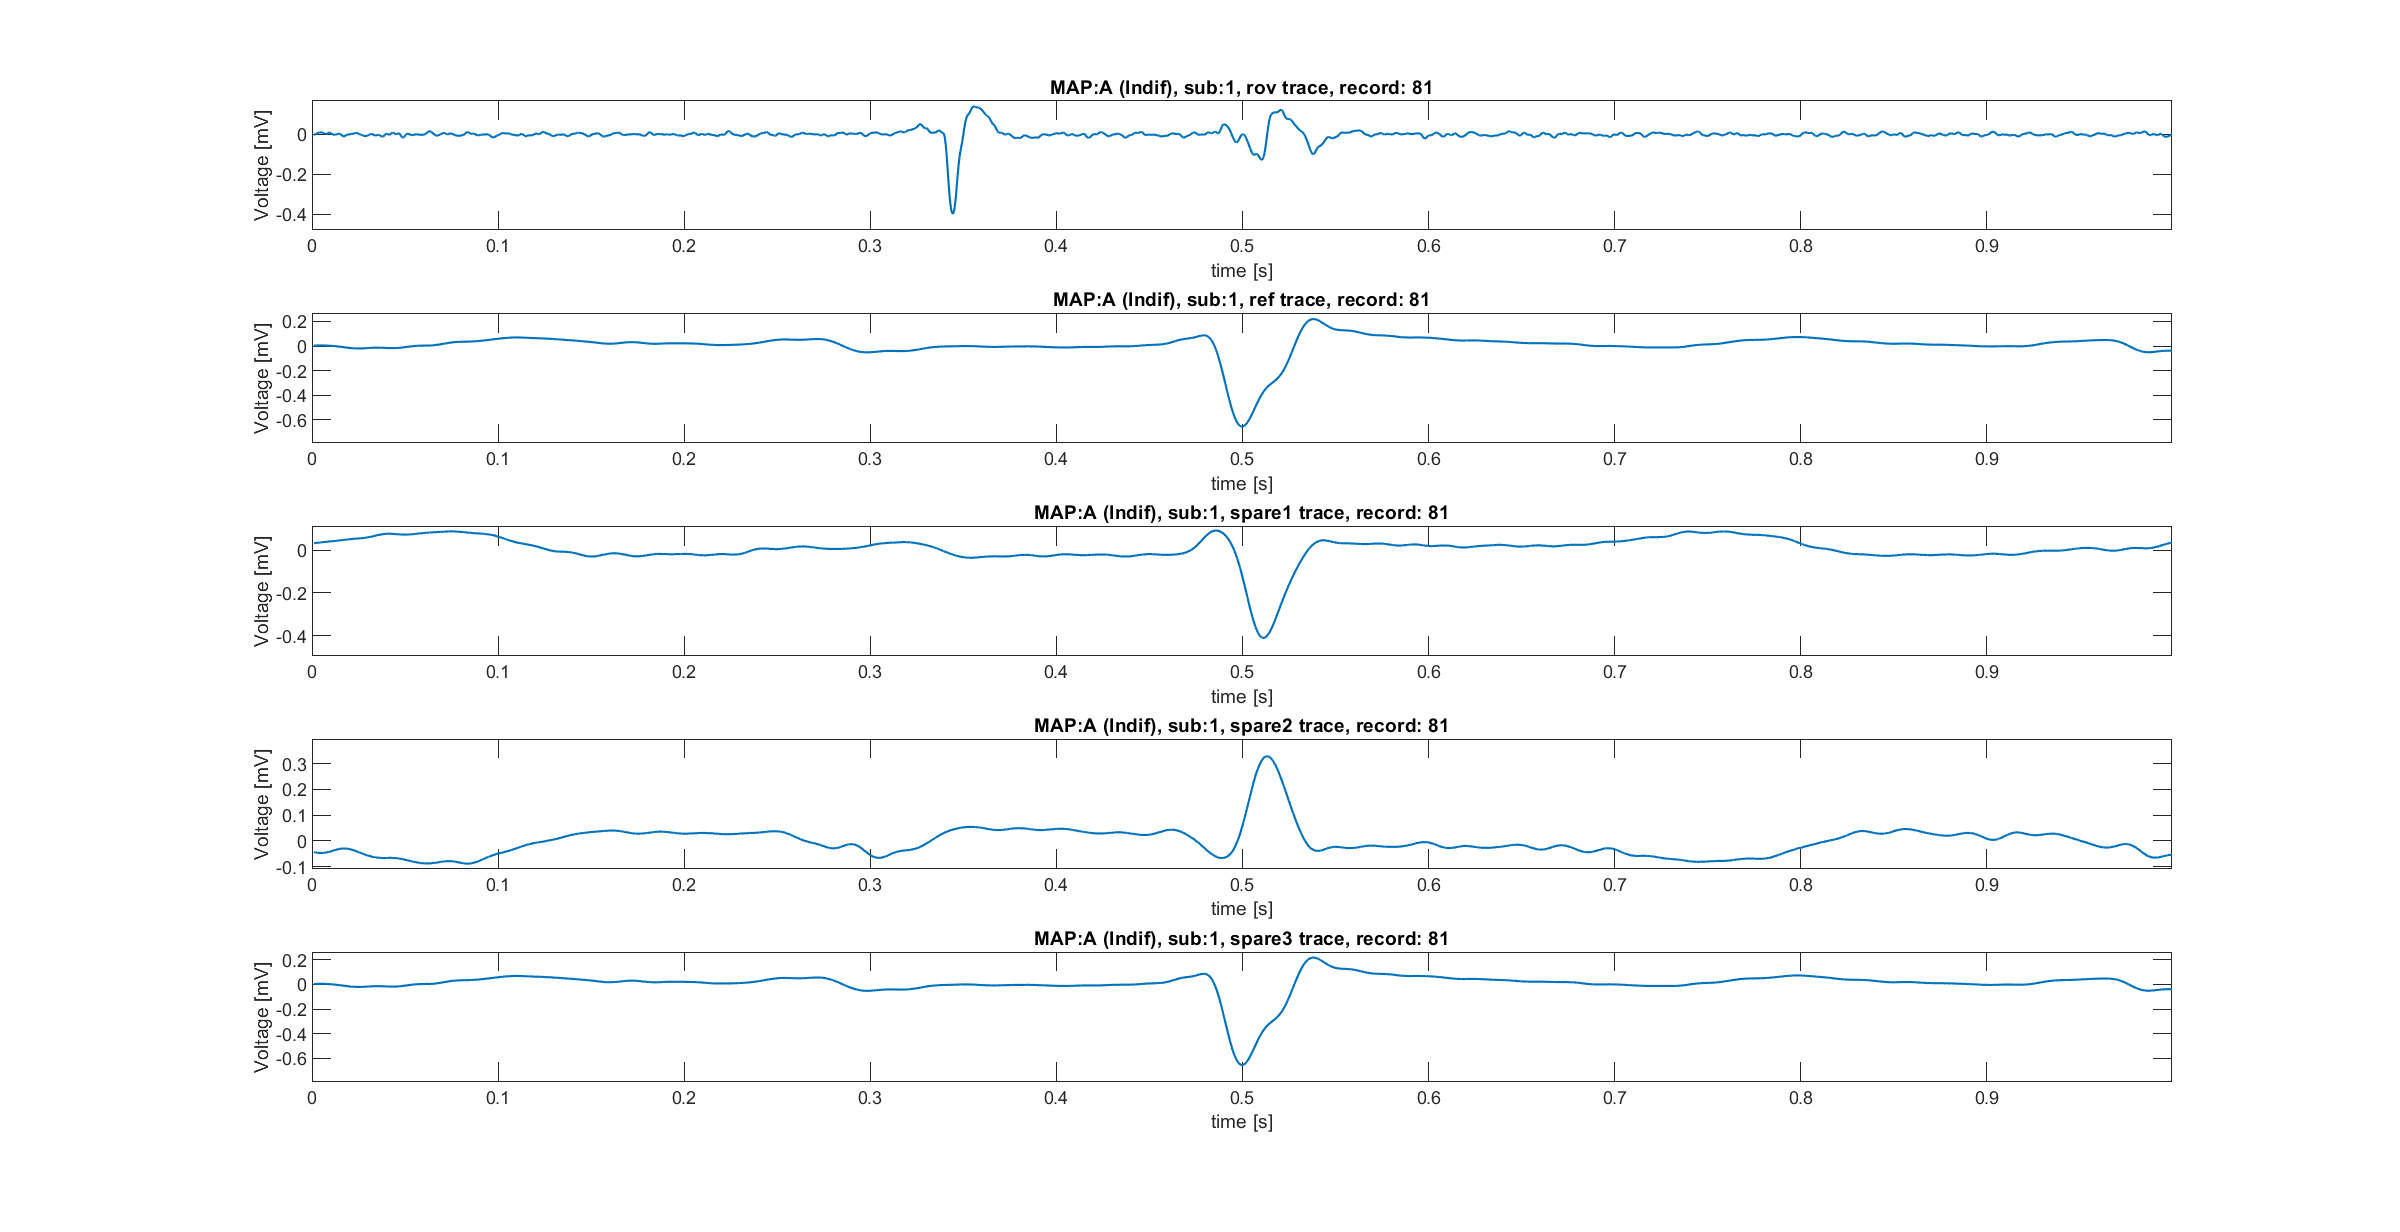 MAP:A (Indif), sub:1, rov trace, record: 81
Voltage [mV]
0
-0.2
-0.4
0 0.1 0.2 0.3 0.4 0.5 0.6 0.7 0.8 0.9
time [s]
MAP:A (Indif), sub:1, ref trace, record: 81
Voltage [mV]
0.2
0
-0.2
-0.4
-0.6
0 0.1 0.2 0.3 0.4 0.5 0.6 0.7 0.8 0.9
time [s]
MAP:A (Indif), sub:1, spare1 trace, record: 81
Voltage [mV]
0
-0.2
-0.4
0 0.1 0.2 0.3 0.4 0.5 0.6 0.7 0.8 0.9
time [s]
MAP:A (Indif), sub:1, spare2 trace, record: 81
Voltage [mV]
0.3
0.2
0.1
0
-0.1
0 0.1 0.2 0.3 0.4 0.5 0.6 0.7 0.8 0.9
time [s]
MAP:A (Indif), sub:1, spare3 trace, record: 81
Voltage [mV]
0.2
0
-0.2
-0.4
-0.6
0 0.1 0.2 0.3 0.4 0.5 0.6 0.7 0.8 0.9
time [s]